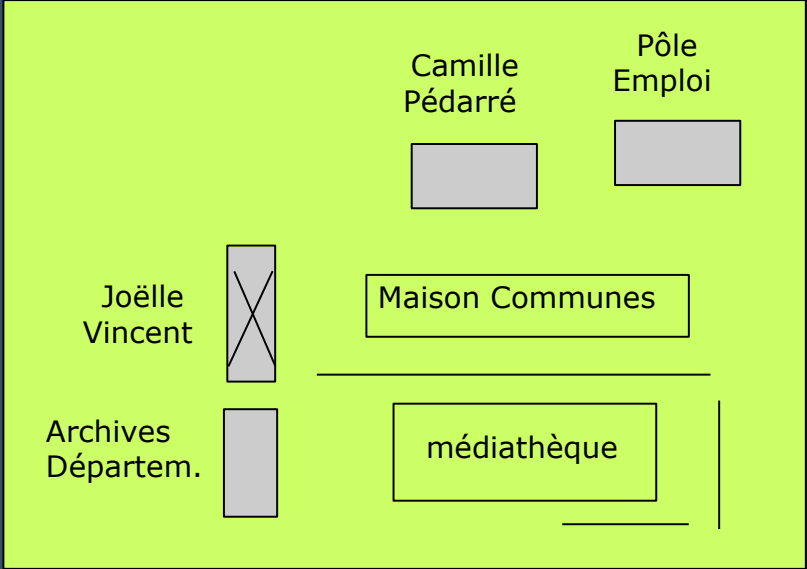 Camille
Pédarré
Pôle
Emploi
Joëlle
Vincent
Maison Communes
Archives
Départem.
médiathèque